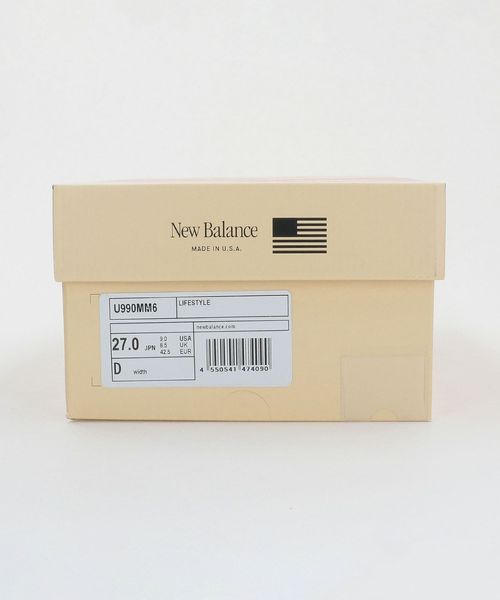 New Balance
MADE IN U.S.A.
U990MM6 LIFESTYLE
newbalance.com
27.0 JPN 9.0 USA
8.5 UK
42.5 EUR
D width
4 550541 474090